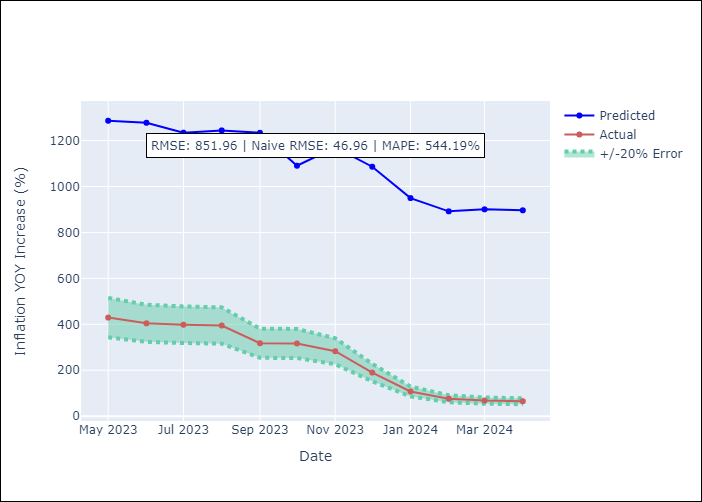 RMSE: 851.96 | Naive RMSE: 46.96 | MAPE: 544.19%
Predicted
Actual
+/-20% Error
Inflation YOY Increase (%)
1200
1000
800
600
400
200
0
May 2023
Jul 2023
Sep 2023
Nov 2023
Jan 2024
Mar 2024
Date